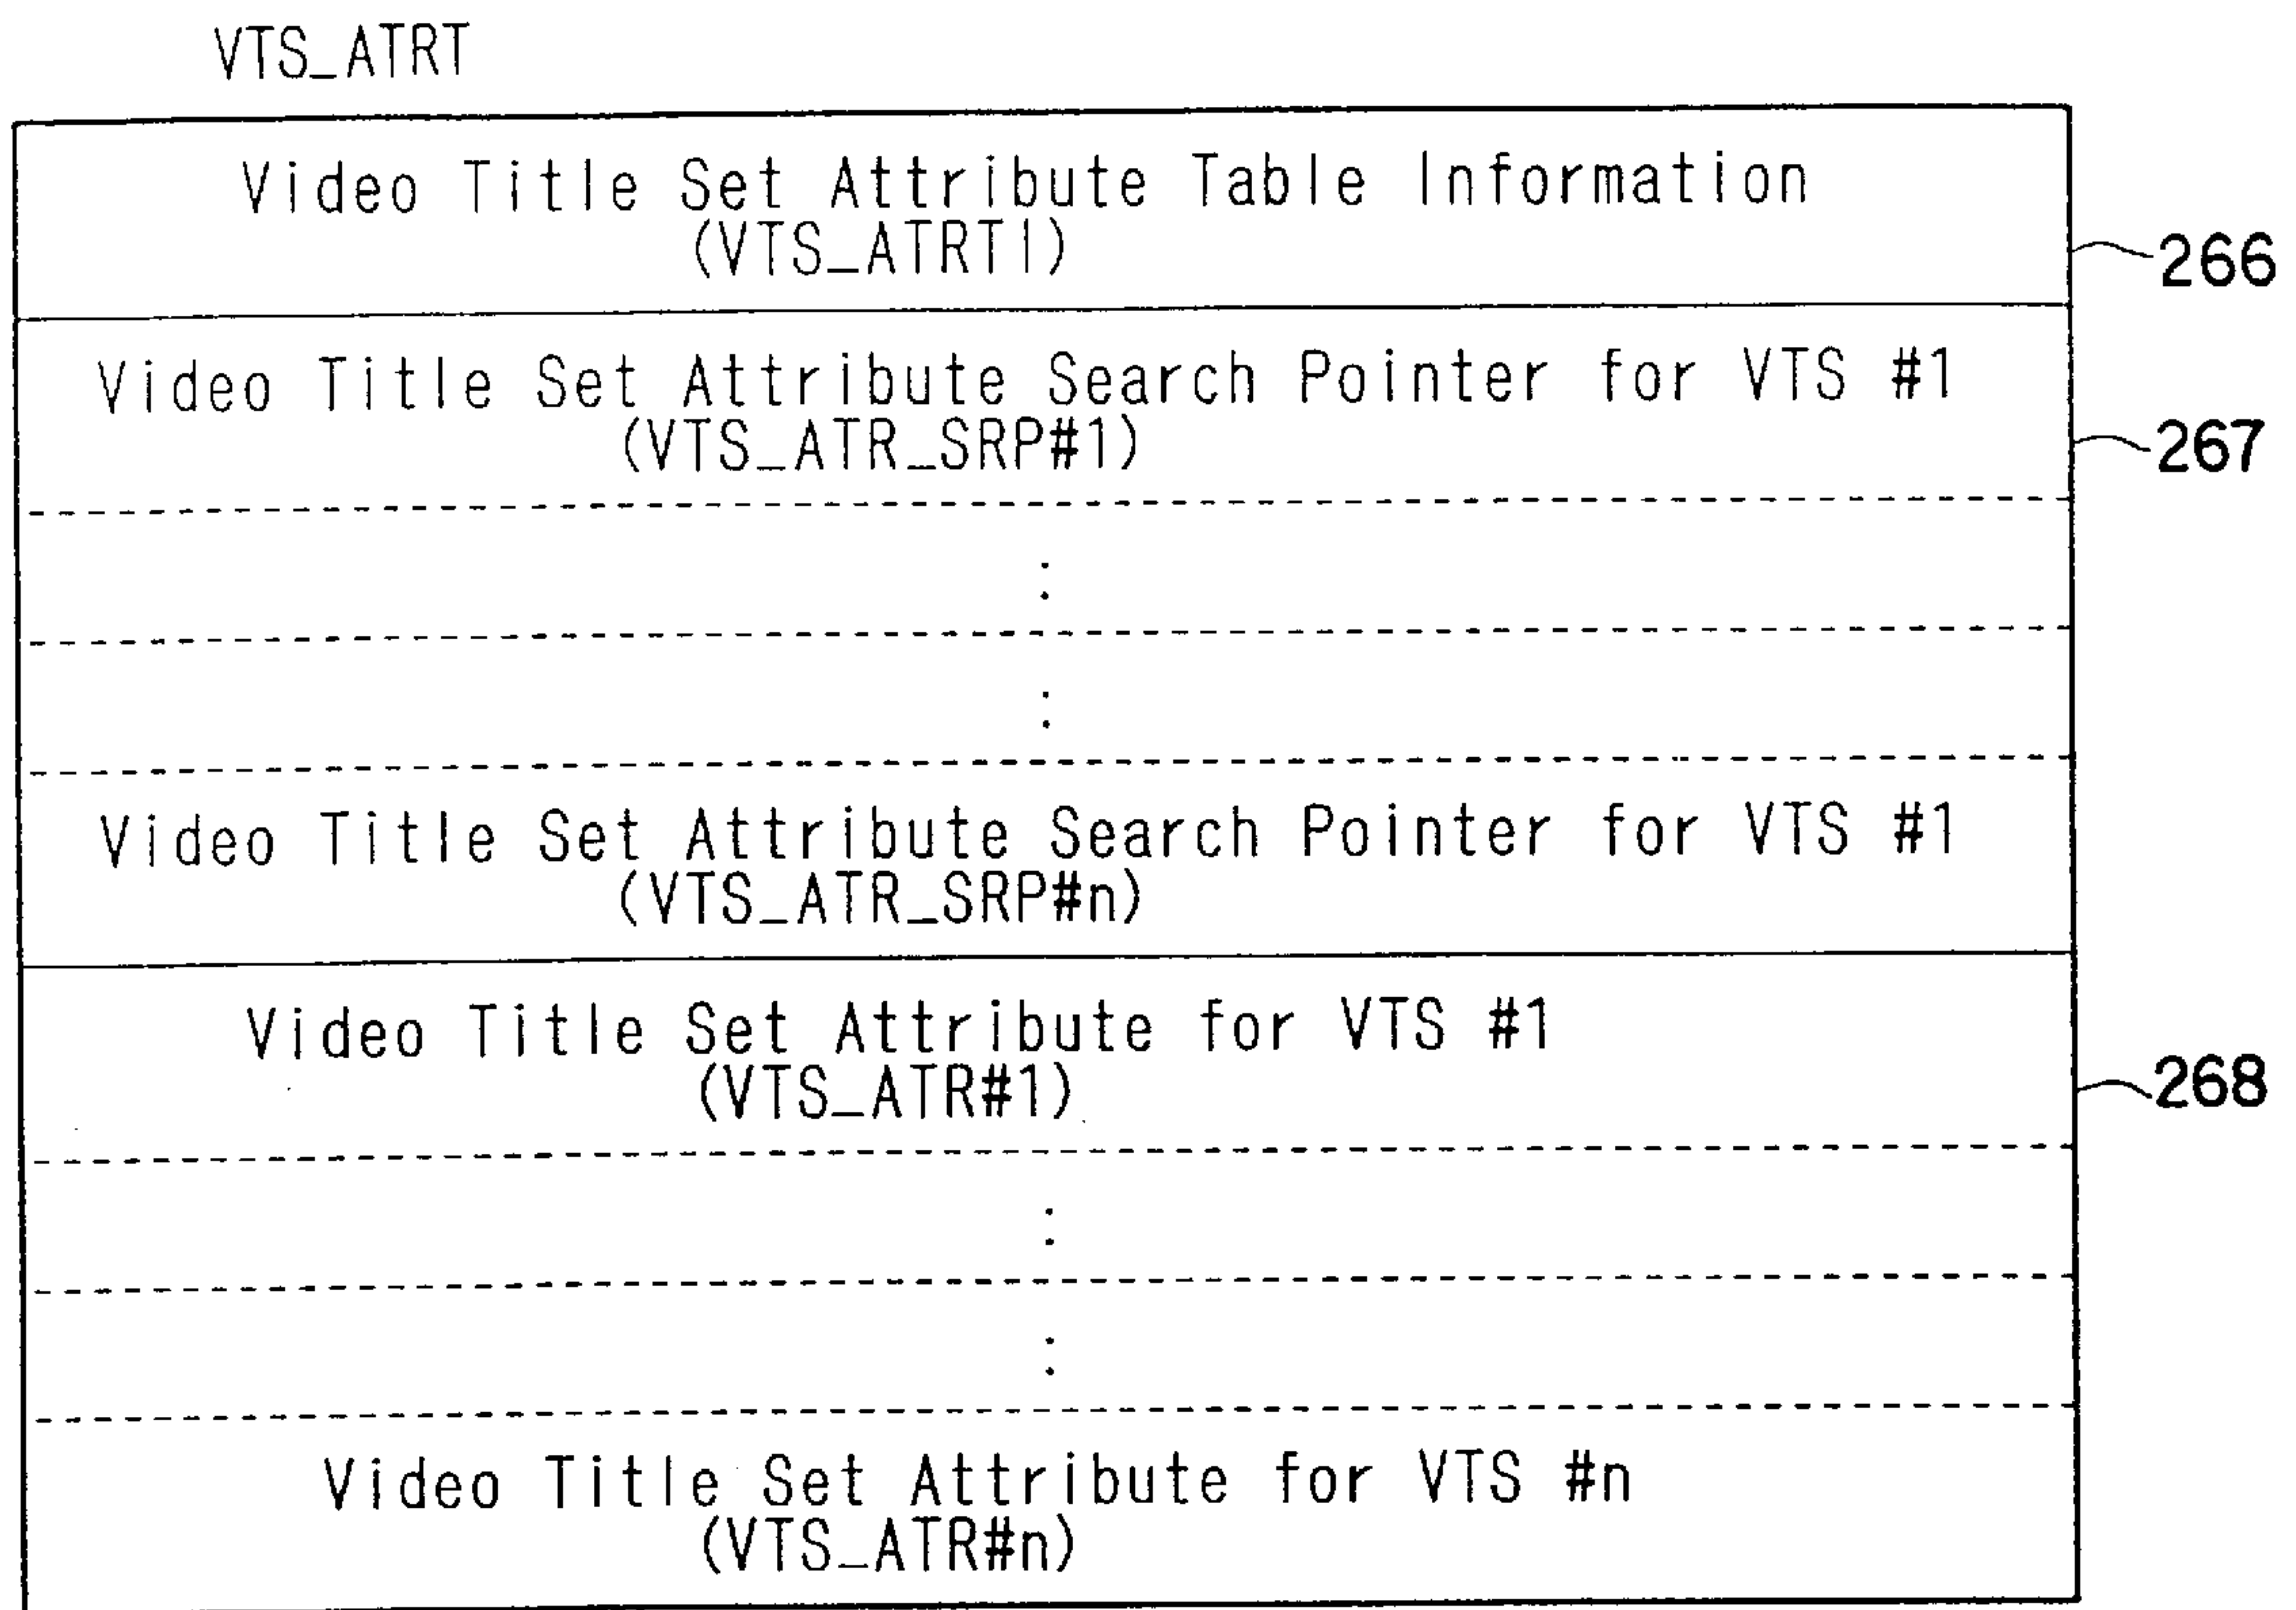 VTS_ATRT
Video Title Set Attribute Table Information
(VTS_ATRTI)
266
Video Title Set Attribute Search Pointer for VTS #1
(VTS_ATR_SRP#1)
267
:
:
Video Title Set Attribute Search Pointer for VTS #1
(VTS_ATR_SRP#n)
Video Title Set Attribute for VTS #1
(VTS_ATR#1)
268
:
:
Video Title Set Attribute for VTS #n
(VTS_ATR#n)